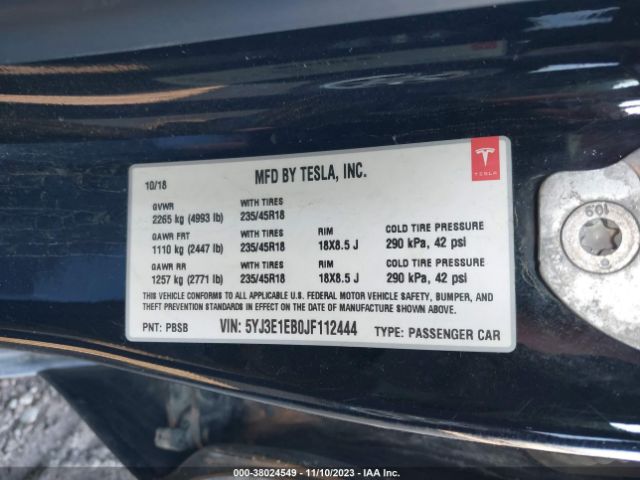 10/18 MFD BY TESLA, INC. TESLA
GVWR WITH TIRES
2265 kg (4993 lb) 235/45R18
GAWR FRT WITH TIRES RIM COLD TIRE PRESSURE
1110 kg (2447 lb) 235/45R18 18X8.5 J 290 kPa, 42 psi
GAWR RR WITH TIRES RIM COLD TIRE PRESSURE
1257 kg (2771 lb) 235/45R18 18X8.5 J 290 kPa, 42 psi
THIS VEHICLE CONFORMS TO ALL APPLICABLE U.S. FEDERAL MOTOR VEHICLE SAFETY, BUMPER, AND
THEFT PREVENTION STANDARDS IN EFFECT ON THE DATE OF MANUFACTURE SHOWN ABOVE.
PNT: PBSB VIN: 5YJ3E1EB0JF112444 TYPE: PASSENGER CAR
000-38024549 - 11/10/2023 - IAA Inc.